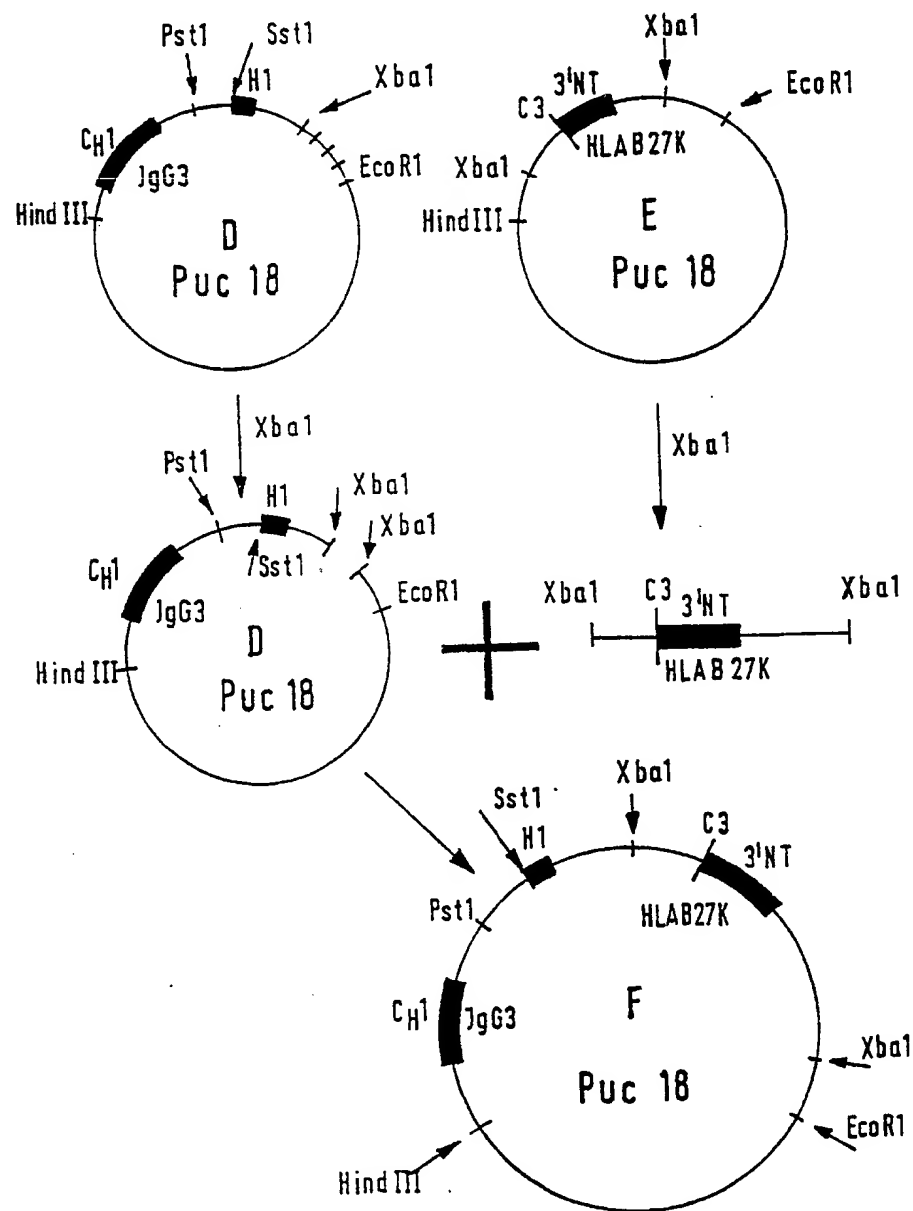 Pst1
Sst1
H1
Xba1
CH1
JgG3
EcoR1
Hind III
D
Puc 18
Xba1
3'NT
C3
EcoR1
HLAB27K
Xba1
Hind III
E
Puc 18
Xba1
Xba1
Pst1
H1
Xba1
Xba1
Sst1
CH1
JgG3
EcoR1
Hind III
D
Puc 18
+
Xba1
C3
3'NT
Xba1
HLAB27K
Sst1
H1
Xba1
C3
3'NT
HLAB27K
Pst1
CH1
JgG3
F
Puc 18
Xba1
EcoR1
Hind III